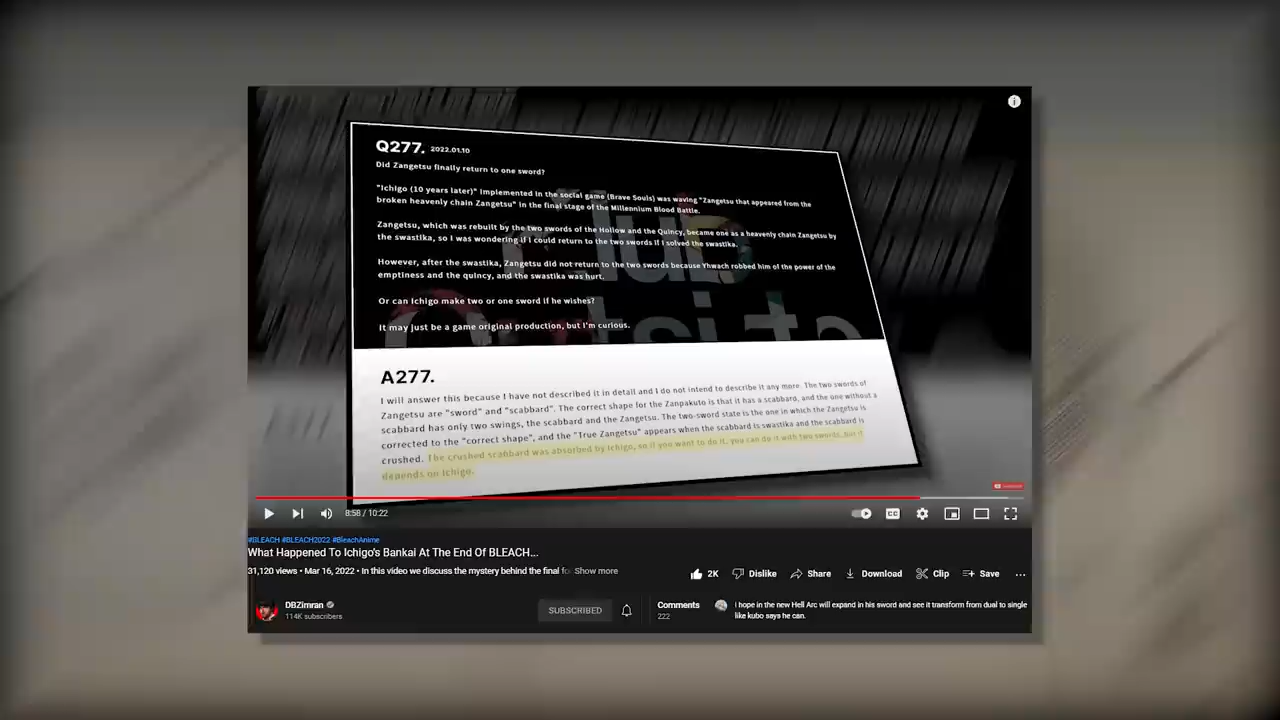 Q277. 2022.01.10
Did Zangetsu finally return to one sword?
"Ichigo (10 years later)" implemented in the social game (Brave Souls) was waving "Zangetsu that appeared from the
broken heavenly chain Zangetsu" in the final stage of the Millennium Blood Battle.
Zangetsu, which was rebuilt by the two swords of the Hollow and the Quincy, became one as a heavenly chain Zangetsu by
the swastika, so I was wondering if I could return to the two swords if I solved the swastika.
However, after the swastika, Zangetsu did not return to the two swords because Yhwach robbed him of the power of the
emptiness and the quincy, and the swastika was hurt.
Or can Ichigo make two or one sword if he wishes?
It may just be a game original production, but I'm curious.
Klub
Outside
A277.
I will answer this because I have not described it in detail and I do not intend to describe it any more. The two swords of
Zangetsu are "sword" and "scabbard". The correct shape for the Zanpakuto is that it has a scabbard, and the one without a
scabbard has only two swings, the scabbard and the Zangetsu. The two-sword state is the one in which the Zangetsu is
corrected to the "correct shape", and the "True Zangetsu" appears when the scabbard is swastika and the scabbard is
crushed. The crushed scabbard was absorbed by Ichigo, so if you want to do it, you can do it with two swords, but it
depends on Ichigo.
8:58 / 10:22
CC
#BLEACH #BLEACH2022 #BleachAnime
What Happened To Ichigo's Bankai At The End Of BLEACH...
31,120 views • Mar 16, 2022 • In this video we discuss the mystery behind the final fo Show more
2K Dislike Share Download Clip Save ...
DBZimran
114K subscribers
SUBSCRIBED
Comments
222
I hope in the new Hell Arc will expand in his sword and see it transform from dual to single
like kubo says he can.